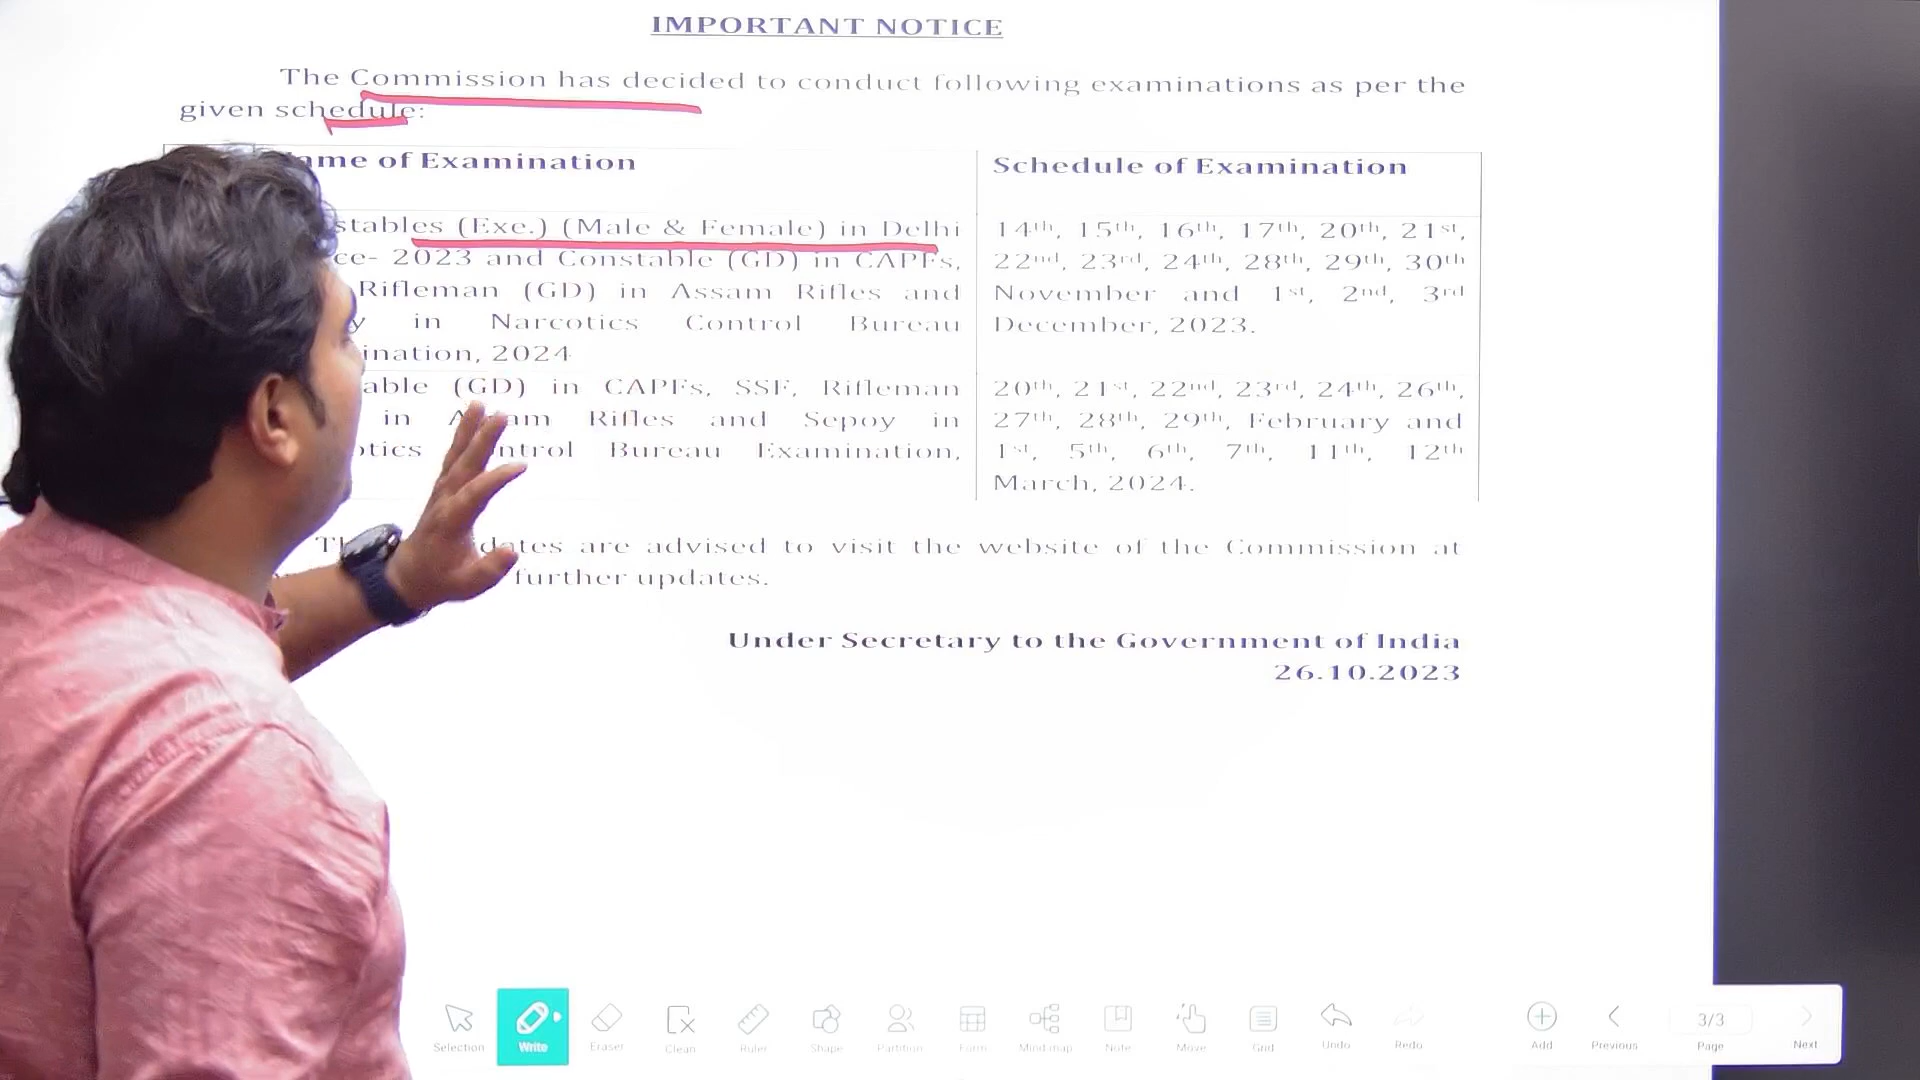 IMPORTANT NOTICE
The Commission has decided to conduct following examinations as per the
given schedule:
of Examination
Schedule of Examination
(Exe.) (Male & Female) in Delhi
2023 and Constable (GD) in CAPFs,
Rifleman (GD) in Assam Rifles and
in Narcotics Control Bureau
2024
14th, 15th, 16th, 17th, 20th, 21st,
22nd, 23rd, 24th, 28th, 29th, 30th
November and 1st, 2nd, 3rd
December, 2023.
(GD) in CAPFs, SSF, Rifleman
in Assam Rifles and Sepoy in
Control Bureau Examination,
20th, 21st, 22nd, 23rd, 24th, 26th,
27th, 28th, 29th, February and
1st, 5th, 6th, 7th, 11th, 12th
March, 2024.
are advised to visit the website of the Commission at
further updates.
Under Secretary to the Government of India
26.10.2023
Selection Write Eraser Clean Ruler Shape Partition Form Mind map Note Move Grid Undo Redo Add Previous 3/3 Page Next